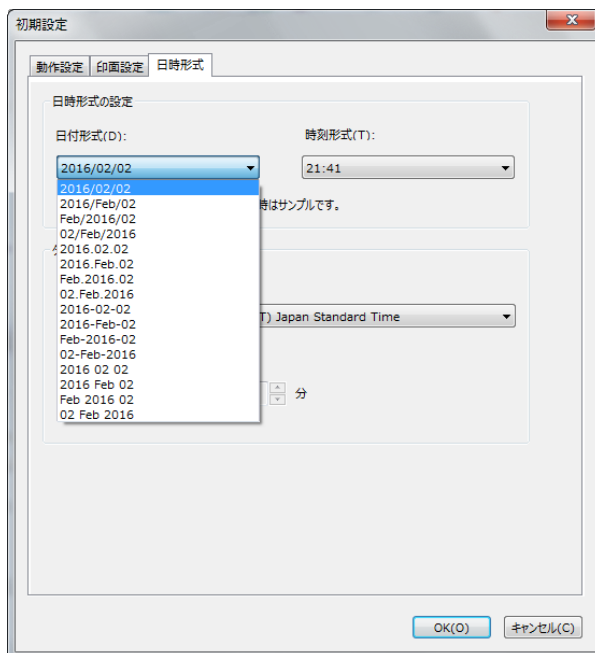 初期設定
動作設定 印面設定 日時形式
日時形式の設定
日付形式(D): 時刻形式(T):
2016/02/02 21:41
2016/02/02
2016/Feb/02 時はサンプルです。
Feb/2016/02
02/Feb/2016
2016.02.02
2016.Feb.02
Feb.2016.02
02.Feb.2016
2016-02-02 T) Japan Standard Time
2016-Feb-02
Feb-2016-02
02-Feb-2016
2016 02 02
2016 Feb 02 分
Feb 2016 02
02 Feb 2016
OK(O) キャンセル(C)